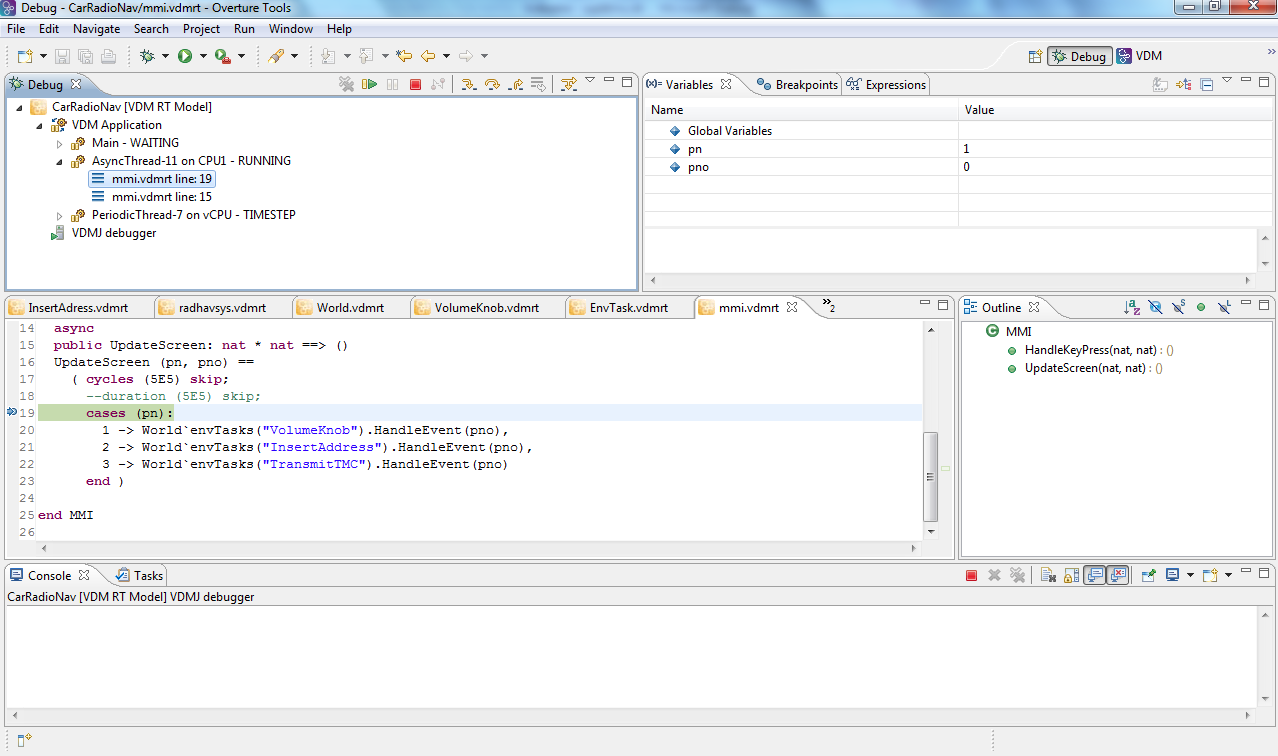 Debug - CarRadioNav/mmi.vdmrt - Overture Tools
File Edit Navigate Search Project Run Window Help
Debug VDM
Debug
CarRadioNav [VDM RT Model]
VDM Application
Main - WAITING
AsyncThread-11 on CPU1 - RUNNING
mmi.vdmrt line: 19
mmi.vdmrt line: 15
PeriodicThread-7 on vCPU - TIMESTEP
VDMJ debugger
(x)= Variables Breakpoints Expressions
Name Value
Global Variables
pn 1
pno 0
InsertAdress.vdmrt radhavsys.vdmrt World.vdmrt VolumeKnob.vdmrt EnvTask.vdmrt mmi.vdmrt »2
14 async
15 public UpdateScreen: nat * nat ==> ()
16 UpdateScreen (pn, pno) ==
17 ( cycles (5E5) skip;
18 --duration (5E5) skip;
19 cases (pn):
20 1 -> World`envTasks("VolumeKnob").HandleEvent(pno),
21 2 -> World`envTasks("InsertAddress").HandleEvent(pno),
22 3 -> World`envTasks("TransmitTMC").HandleEvent(pno)
23 end )
24
25 end MMI
26
Outline
MMI
HandleKeyPress(nat, nat) : ()
UpdateScreen(nat, nat) : ()
Console Tasks
CarRadioNav [VDM RT Model] VDMJ debugger